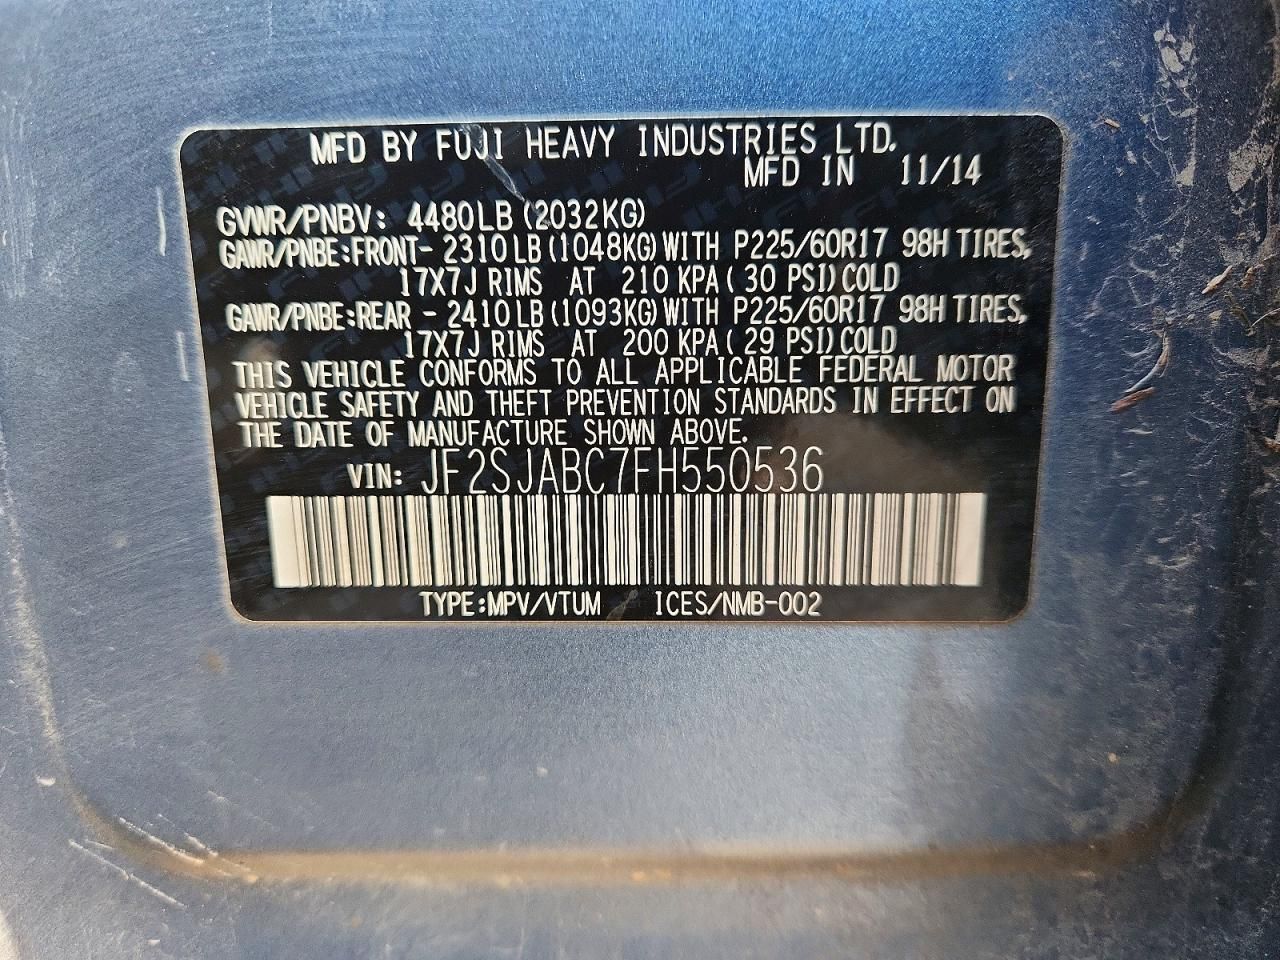 MFD BY FUJI HEAVY INDUSTRIES LTD.
MFD IN 11/14
GVWR/PNBV: 4480LB (2032KG)
GAWR/PNBE:FRONT- 2310LB (1048KG) WITH P225/60R17 98H TIRES,
17X7J RIMS AT 210 KPA ( 30 PSI) COLD
GAWR/PNBE:REAR - 2410LB (1093KG) WITH P225/60R17 98H TIRES,
17X7J RIMS AT 200 KPA ( 29 PSI) COLD
THIS VEHICLE CONFORMS TO ALL APPLICABLE FEDERAL MOTOR
VEHICLE SAFETY AND THEFT PREVENTION STANDARDS IN EFFECT ON
THE DATE OF MANUFACTURE SHOWN ABOVE.
VIN: JF2SJABC7FH550536
TYPE:MPV/VTUM ICES/NMB-002